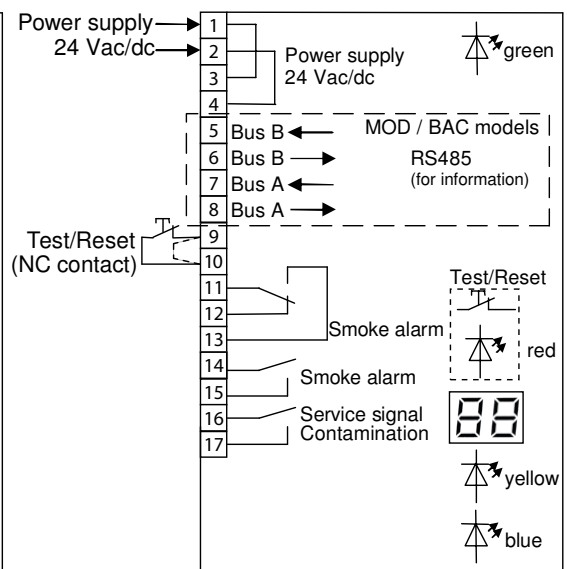 Power supply
24 Vac/dc
1
2
3
4
5
6
7
8
9
10
11
12
13
14
15
16
17
Power supply
24 Vac/dc
green
Bus B
MOD / BAC models
Bus B
RS485
Bus A
(for information)
Bus A
Test/Reset
(NC contact)
Test/Reset
Smoke alarm
red
Smoke alarm
Service signal
Contamination
88
yellow
blue